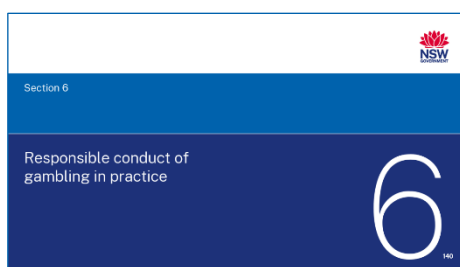 NSW
GOVERNMENT
Section 6
Responsible conduct of
gambling in practice
6
140